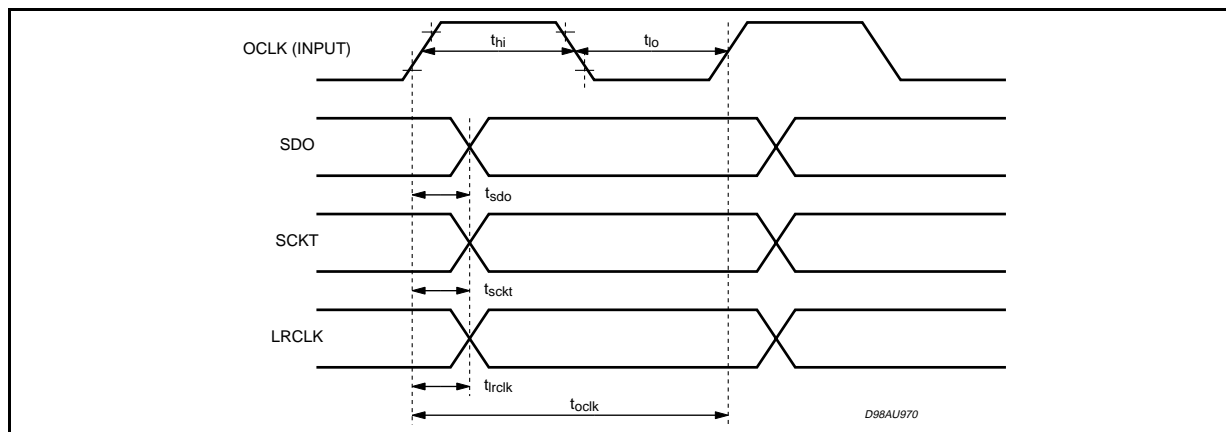 OCLK (INPUT)
thi
tlo
SDO
tsdo
SCKT
tsckt
LRCLK
tlrclk
toclk
D98AU970